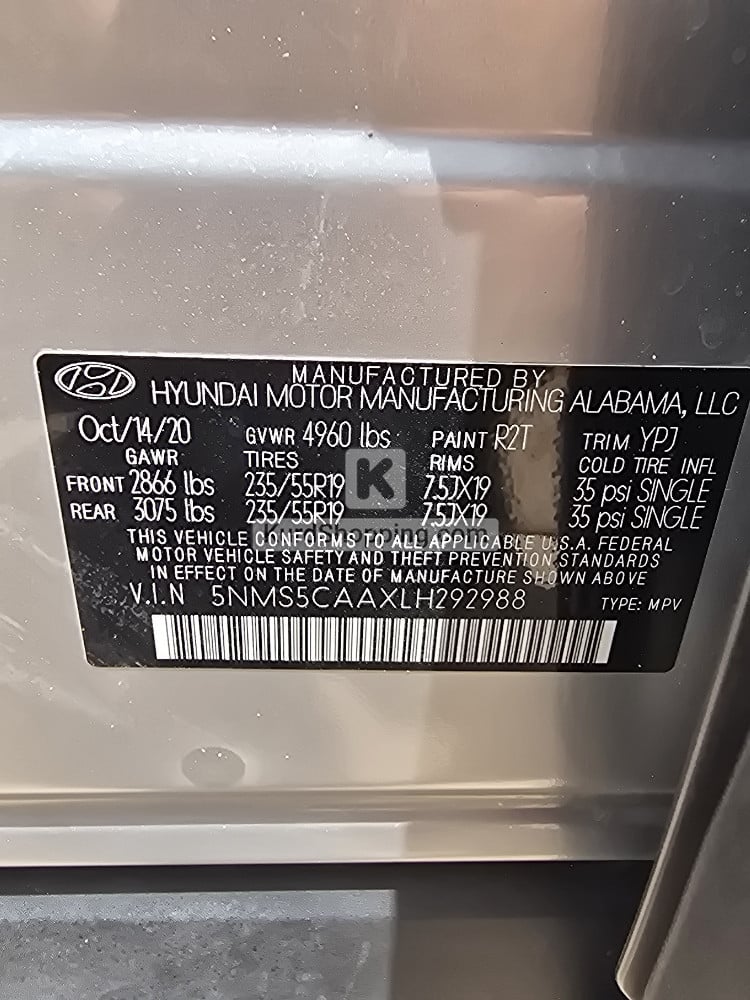 MANUFACTURED BY
HYUNDAI MOTOR MANUFACTURING ALABAMA, LLC
Oct/14/20 GVWR 4960 lbs PAINT R2T TRIM YPJ
GAWR TIRES RIMS COLD TIRE INFL
FRONT 2866 lbs 235/55R19 7.5JX19 35 psi SINGLE
REAR 3075 lbs 235/55R19 7.5JX19 35 psi SINGLE
K
KarsShopping.com
THIS VEHICLE CONFORMS TO ALL APPLICABLE U.S.A. FEDERAL
MOTOR VEHICLE SAFETY AND THEFT PREVENTION STANDARDS
IN EFFECT ON THE DATE OF MANUFACTURE SHOWN ABOVE
V.I.N 5NMS5CAAXLH292988 TYPE: MPV